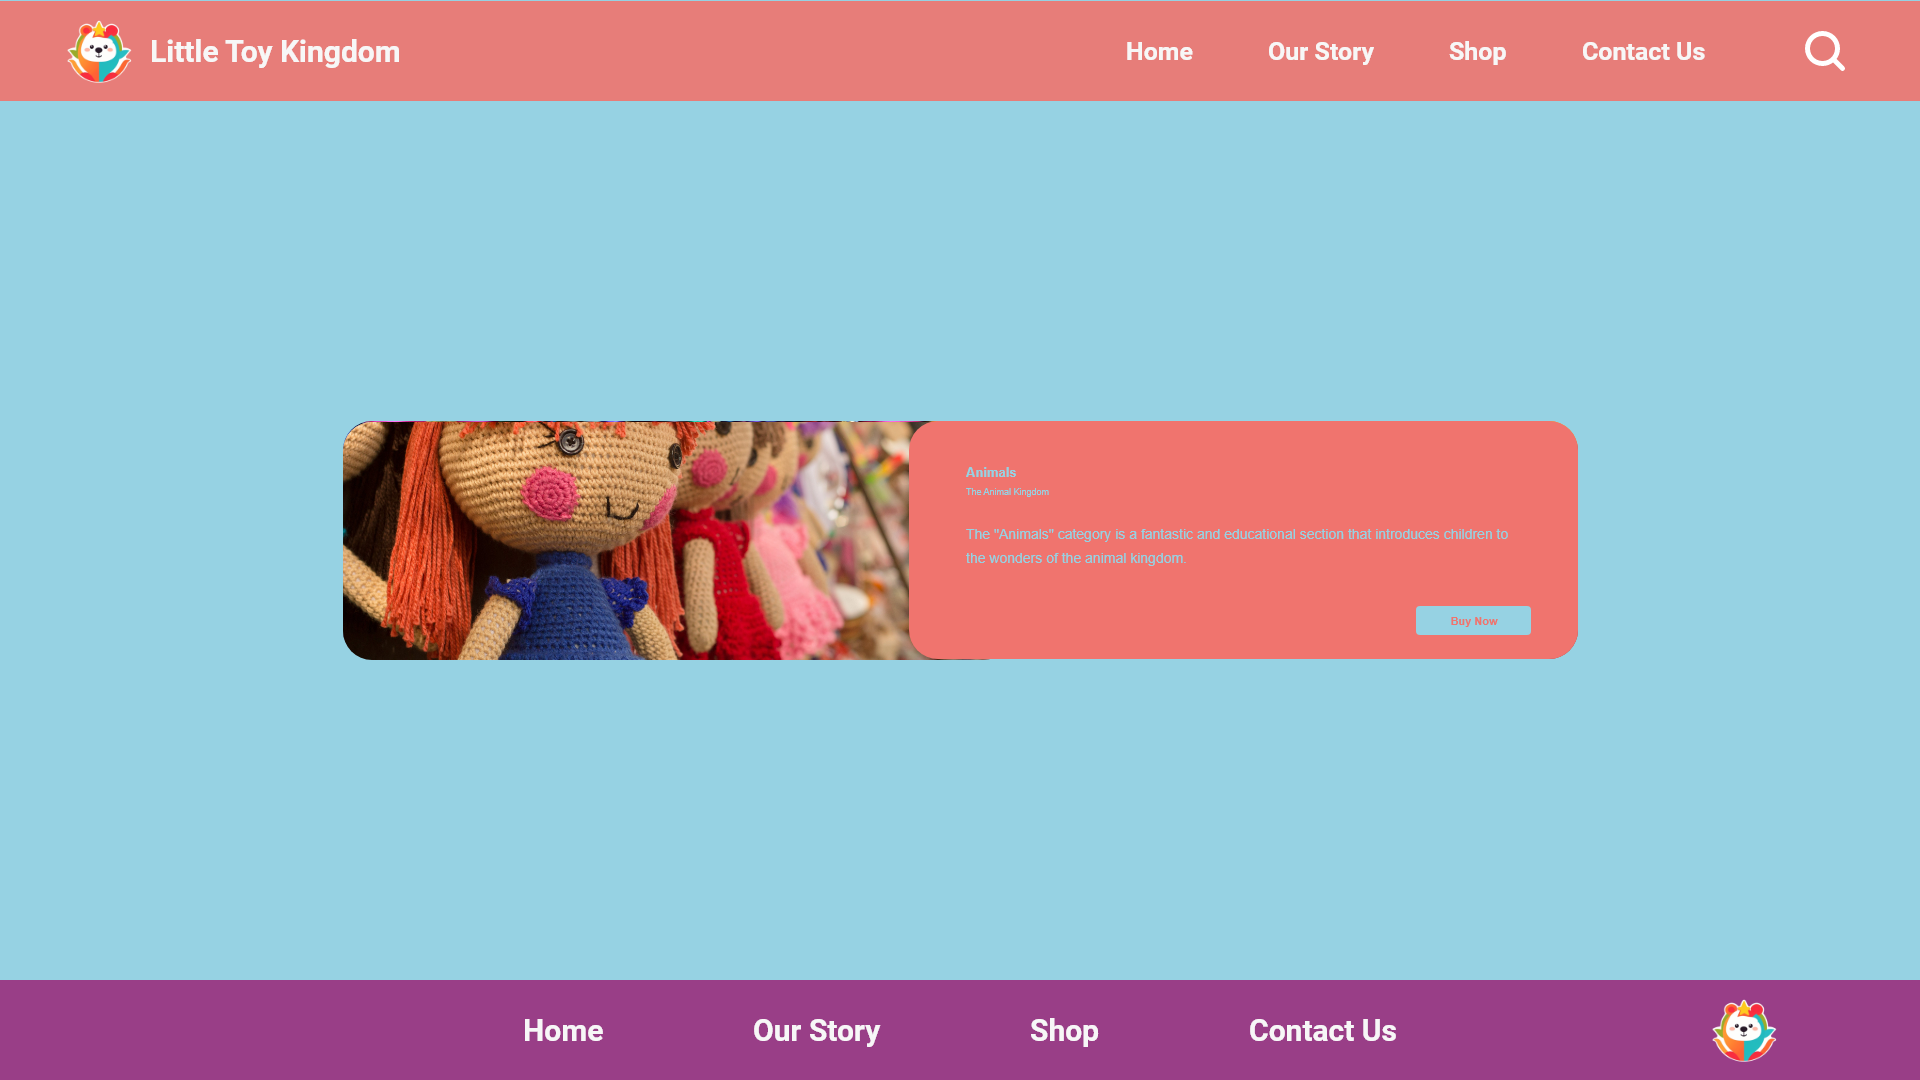 Little Toy Kingdom
Home
Our Story
Shop
Contact Us
Animals
The Animal Kingdom
The "Animals" category is a fantastic and educational section that introduces children to
the wonders of the animal kingdom.
Buy Now
Home
Our Story
Shop
Contact Us